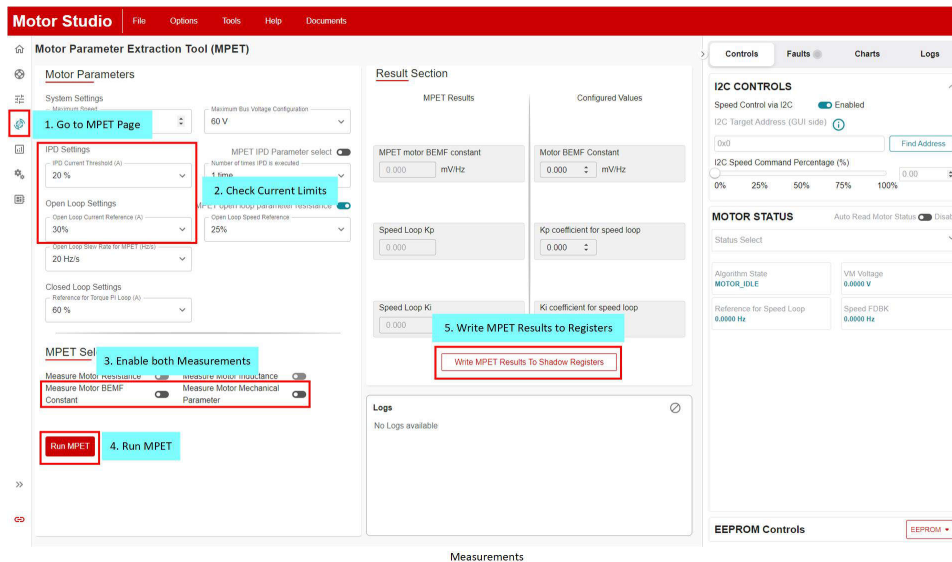 Motor Studio File Options Tools Help Documents
Motor Parameter Extraction Tool (MPET)
Motor Parameters
System Settings
Minimum Speed
1. Go to MPET Page
Maximum Bus Voltage Configuration
60 V
IPD Settings
MPET IPD Parameter select
IPD Current Threshold (A)
20 %
Number of times IPD is executed
1 time
2. Check Current Limits
Open Loop Settings
MPET open loop parameter resistance
Open Loop Current Reference (A)
30%
Open Loop Speed Reference
25%
Open Loop Slew Rate for MPET (Hz/s)
20 Hz/s
Closed Loop Settings
Reference for Torque PI Loop (A)
60 %
MPET Sel
3. Enable both Measurements
Measure Motor Resistance
Measure Motor Inductance
Measure Motor BEMF
Constant
Measure Motor Mechanical
Parameter
Run MPET
4. Run MPET
Result Section
MPET Results
Configured Values
MPET motor BEMF constant
0.000 mV/Hz
Motor BEMF Constant
0.000 mV/Hz
Speed Loop Kp
0.000
Kp coefficient for speed loop
0.000
Speed Loop Ki
0.000
Ki coefficient for speed loop
5. Write MPET Results to Registers
Write MPET Results To Shadow Registers
Logs
No Logs available
Controls Faults Charts Logs
I2C CONTROLS
Speed Control via I2C Enabled
I2C Target Address (GUI side)
0x0 Find Address
I2C Speed Command Percentage (%)
0.00
0% 25% 50% 75% 100%
MOTOR STATUS Auto Read Motor Status Disab
Status Select
Algorithm State
MOTOR_IDLE
VM Voltage
0.0000 V
Reference for Speed Loop
0.0000 Hz
Speed FDBK
0.0000 Hz
EEPROM Controls EEPROM
Measurements